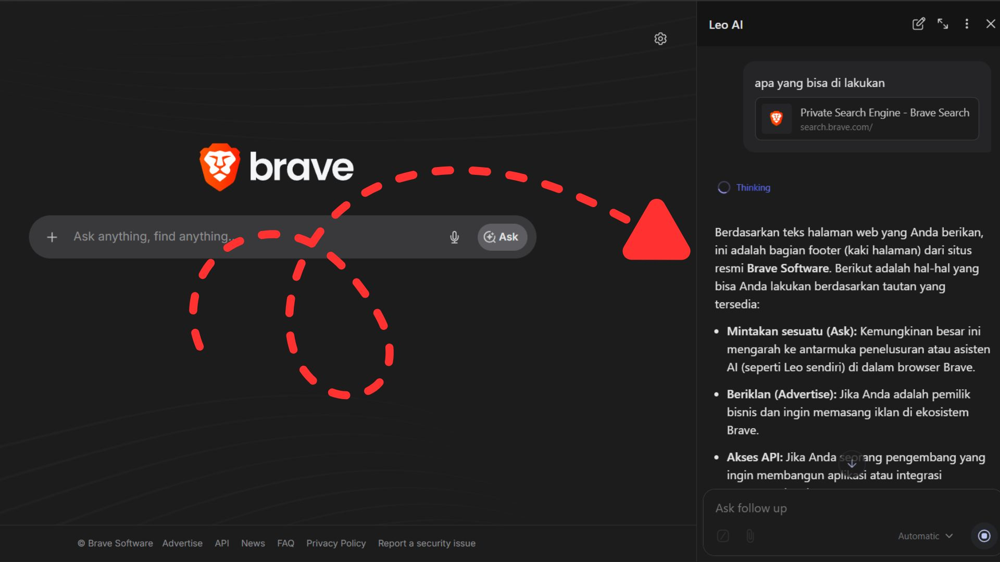 Leo AI
apa yang bisa di lakukan
Private Search Engine - Brave Search
search.brave.com/
brave
Ask anything, find anything...
Ask
Thinking
Berdasarkan teks halaman web yang Anda berikan,
ini adalah bagian footer (kaki halaman) dari situs
resmi Brave Software. Berikut adalah hal-hal yang
bisa Anda lakukan berdasarkan tautan yang
tersedia:
• Mintakan sesuatu (Ask): Kemungkinan besar ini
mengarah ke antarmuka penelusuran atau asisten
AI (seperti Leo sendiri) di dalam browser Brave.
• Beriklan (Advertise): Jika Anda adalah pemilik
bisnis dan ingin memasang iklan di ekosistem
Brave.
• Akses API: Jika Anda seorang pengembang yang
ingin membangun aplikasi atau integrasi
Ask follow up
Automatic
© Brave Software Advertise API News FAQ Privacy Policy Report a security issue